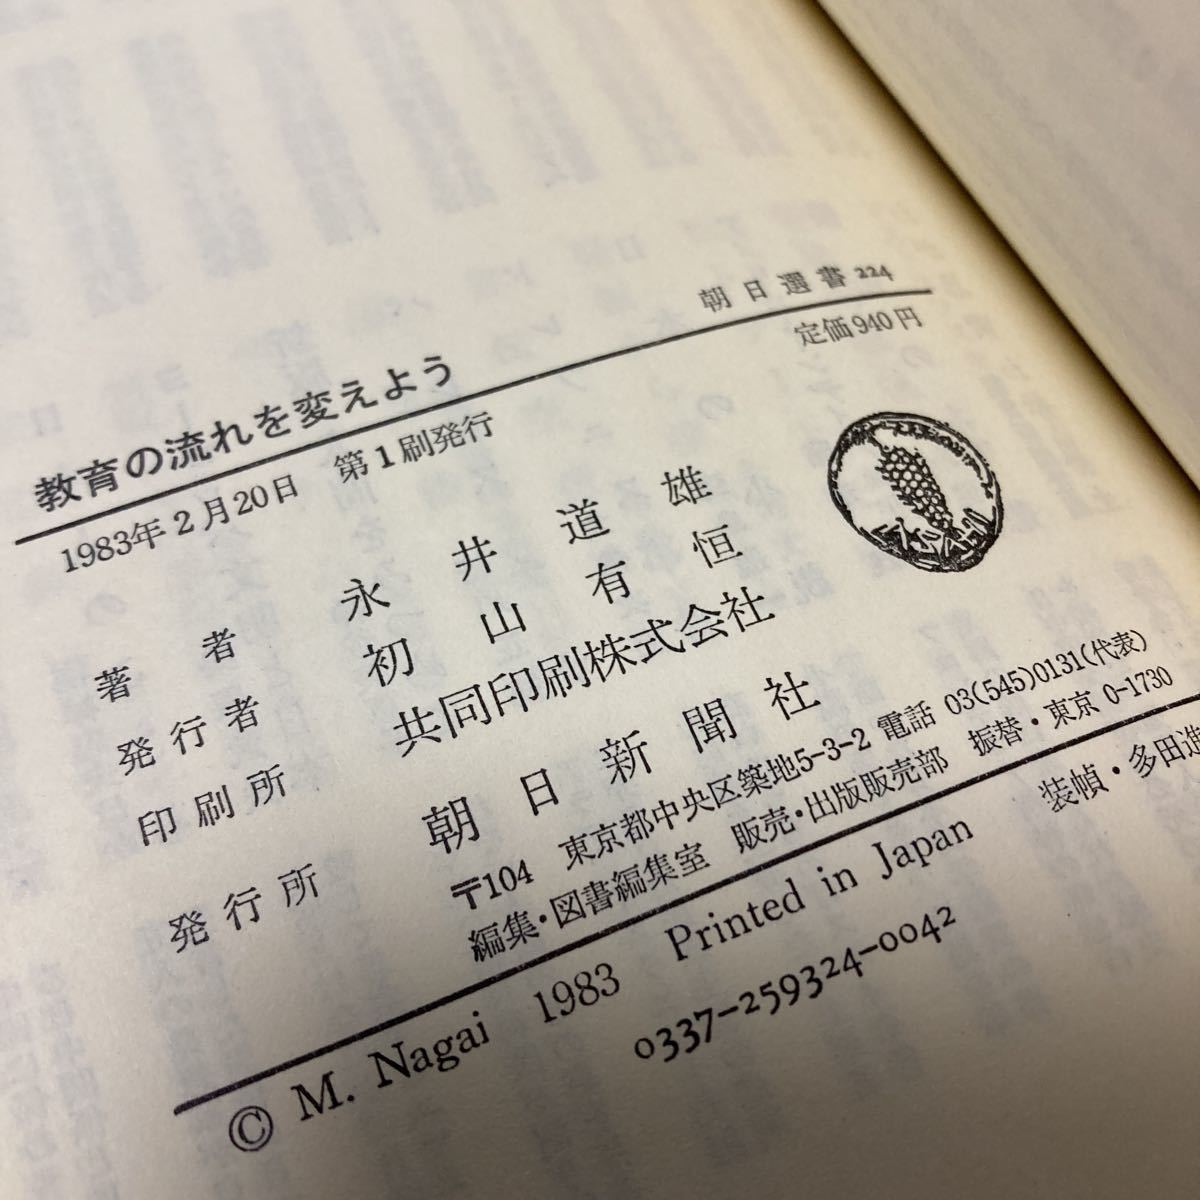 朝日選書 224
教育の流れを変えよう
定価940円
1983年2月20日 第1刷発行
著者 永井道雄
発行者 初山有恒
印刷所 共同印刷株式会社
発行所 朝日新聞社
〒104 東京都中央区築地5-3-2 電話 03(545)0131(代表)
編集・図書編集室 販売・出版販売部 振替・東京 0-1730
© M. Nagai 1983 Printed in Japan 装幀・多田進
0337-259324-0042